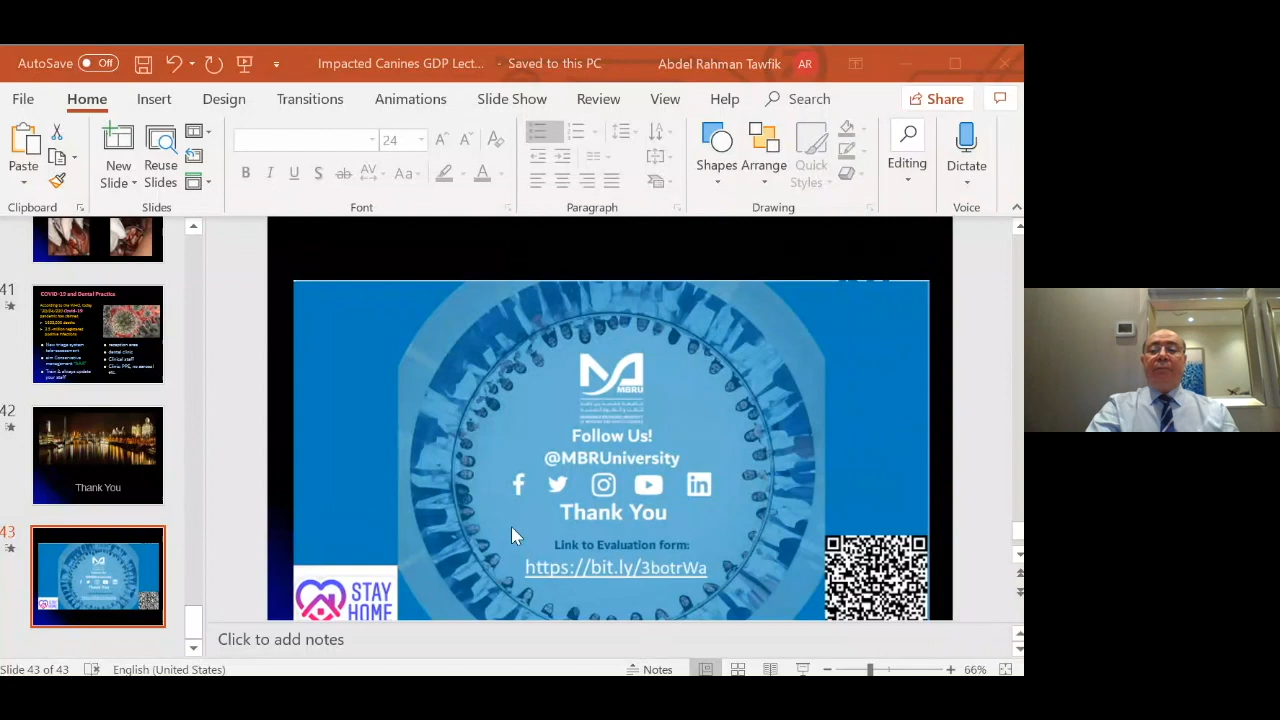 AutoSave Off Impacted Canines GDP Lect... - Saved to this PC Abdel Rahman Tawfik AR
File Home Insert Design Transitions Animations Slide Show Review View Help Search Share
24
Paste New Slide Reuse Slides Shapes Arrange Quick Styles Editing Dictate
Clipboard Slides Font Paragraph Drawing Voice
41
COVID-19 and Dental Practice
42
Thank You
43
MBRU
Follow Us!
@MBRUniversity
Thank You
Link to Evaluation form:
https://bit.ly/3botrWa
STAY
HOME
Click to add notes
Slide 43 of 43 English (United States) Notes 66%